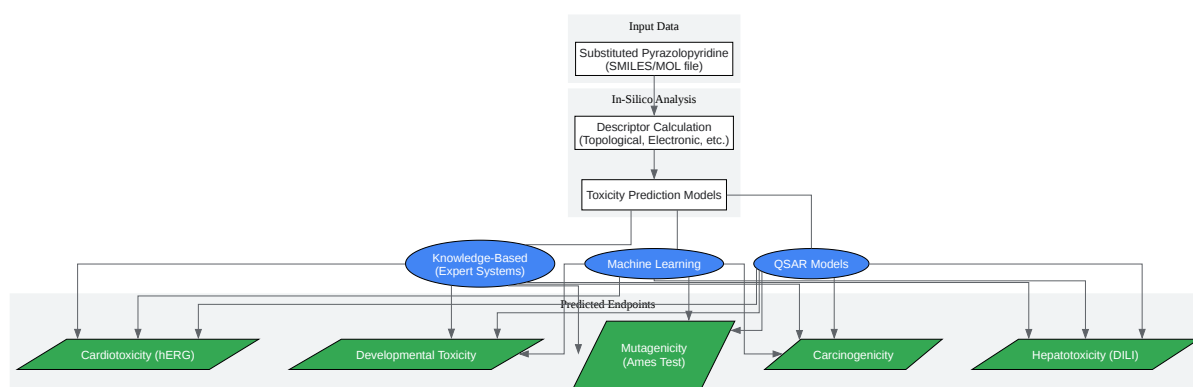 Input Data
Substituted Pyrazolopyridine
(SMILES/MOL file)
In-Silico Analysis
Descriptor Calculation
(Topological, Electronic, etc.)
Toxicity Prediction Models
Knowledge-Based
(Expert Systems)
Machine Learning
QSAR Models
Predicted Endpoints
Cardiotoxicity (hERG)
Developmental Toxicity
Mutagenicity
(Ames Test)
Carcinogenicity
Hepatotoxicity (DILI)